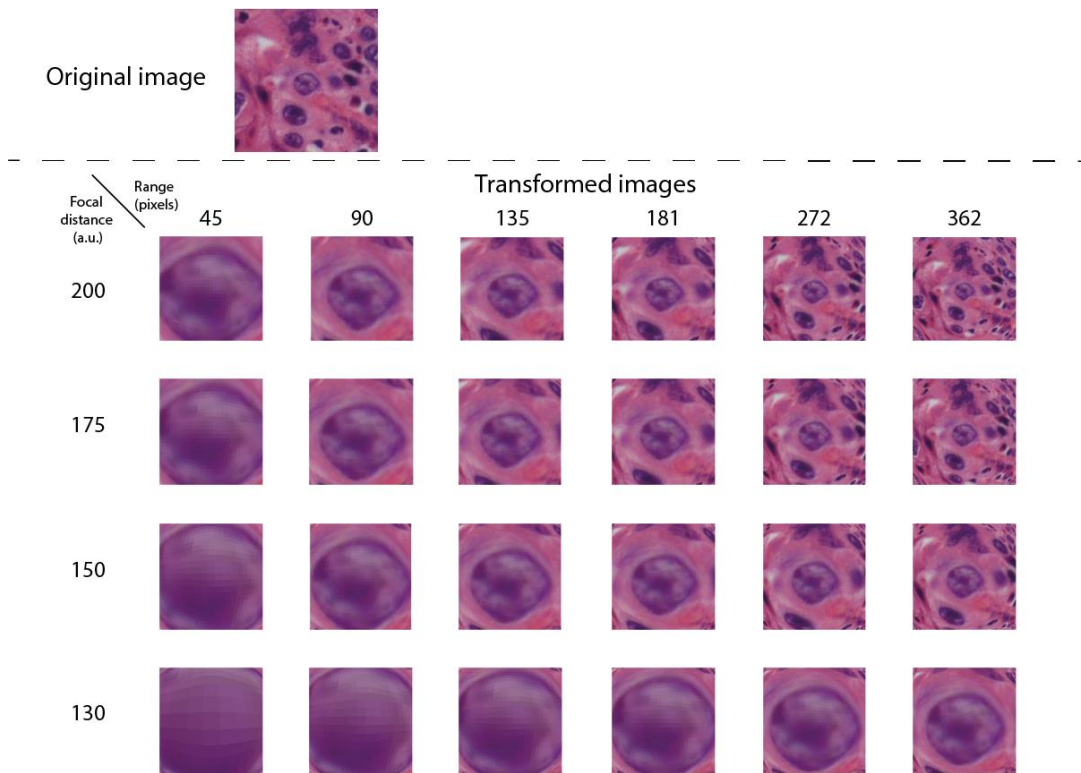 Original image
Transformed images
Range
(pixels)
Focal
distance
(a.u.)
45 90 135 181 272 362
200
175
150
130